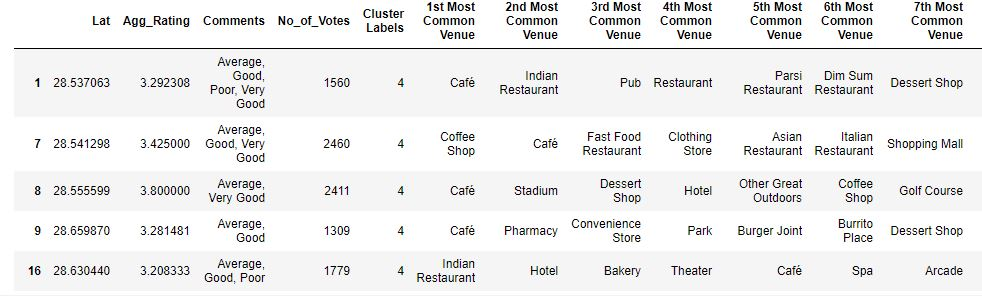 Lat Agg_Rating Comments No_of_Votes Cluster Labels 1st Most Common Venue 2nd Most Common Venue 3rd Most Common Venue 4th Most Common Venue 5th Most Common Venue 6th Most Common Venue 7th Most Common Venue
1 28.537063 3.292308 Average, Good, Poor, Very Good 1560 4 Café Indian Restaurant Pub Restaurant Parsi Restaurant Dim Sum Restaurant Dessert Shop
7 28.541298 3.425000 Average, Good, Very Good 2460 4 Coffee Shop Café Fast Food Restaurant Clothing Store Asian Restaurant Italian Restaurant Shopping Mall
8 28.555599 3.800000 Average, Very Good 2411 4 Café Stadium Dessert Shop Hotel Other Great Outdoors Coffee Shop Golf Course
9 28.659870 3.281481 Average, Good 1309 4 Café Pharmacy Convenience Store Park Burger Joint Burrito Place Dessert Shop
16 28.630440 3.208333 Average, Good, Poor 1779 4 Indian Restaurant Hotel Bakery Theater Café Spa Arcade